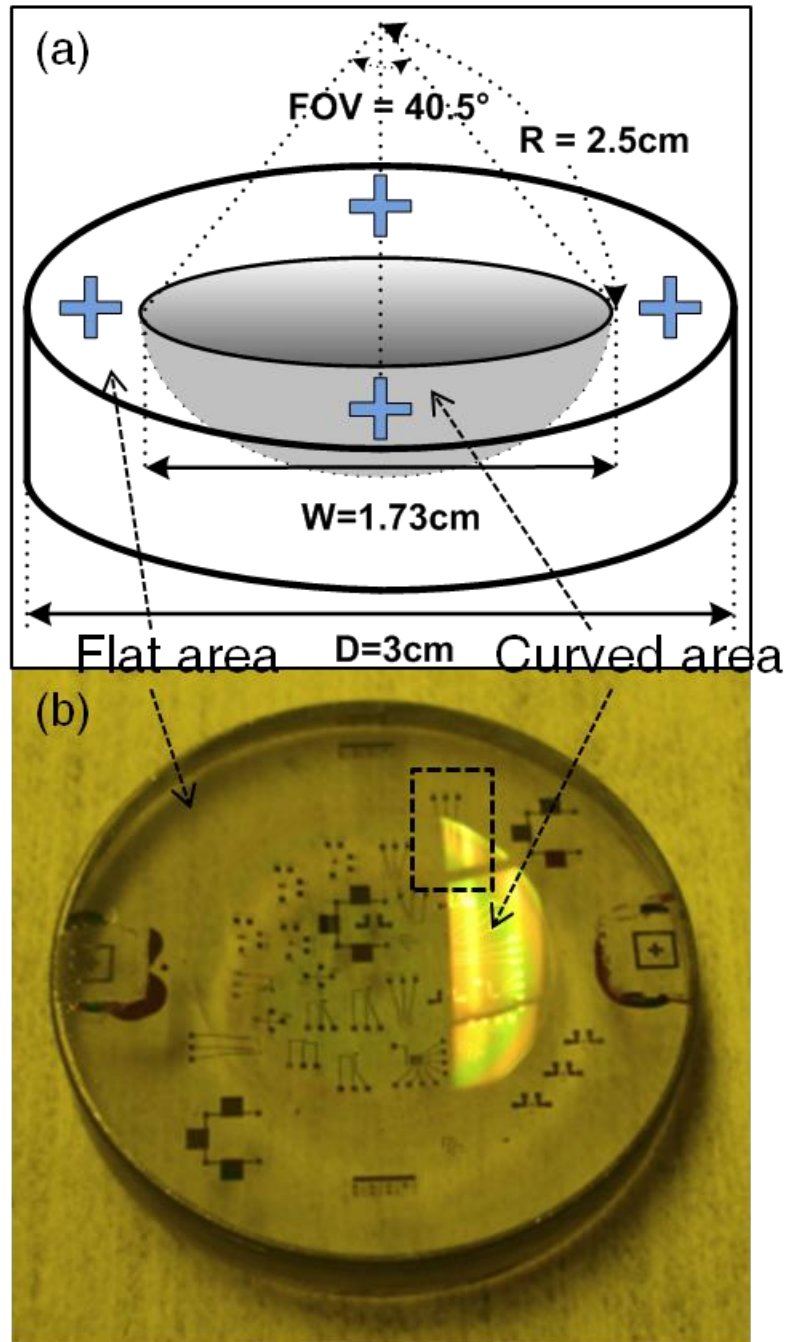 (a)
FOV = 40.5°
R = 2.5cm
W=1.73cm
Flat area
D=3cm
Curved area
(b)